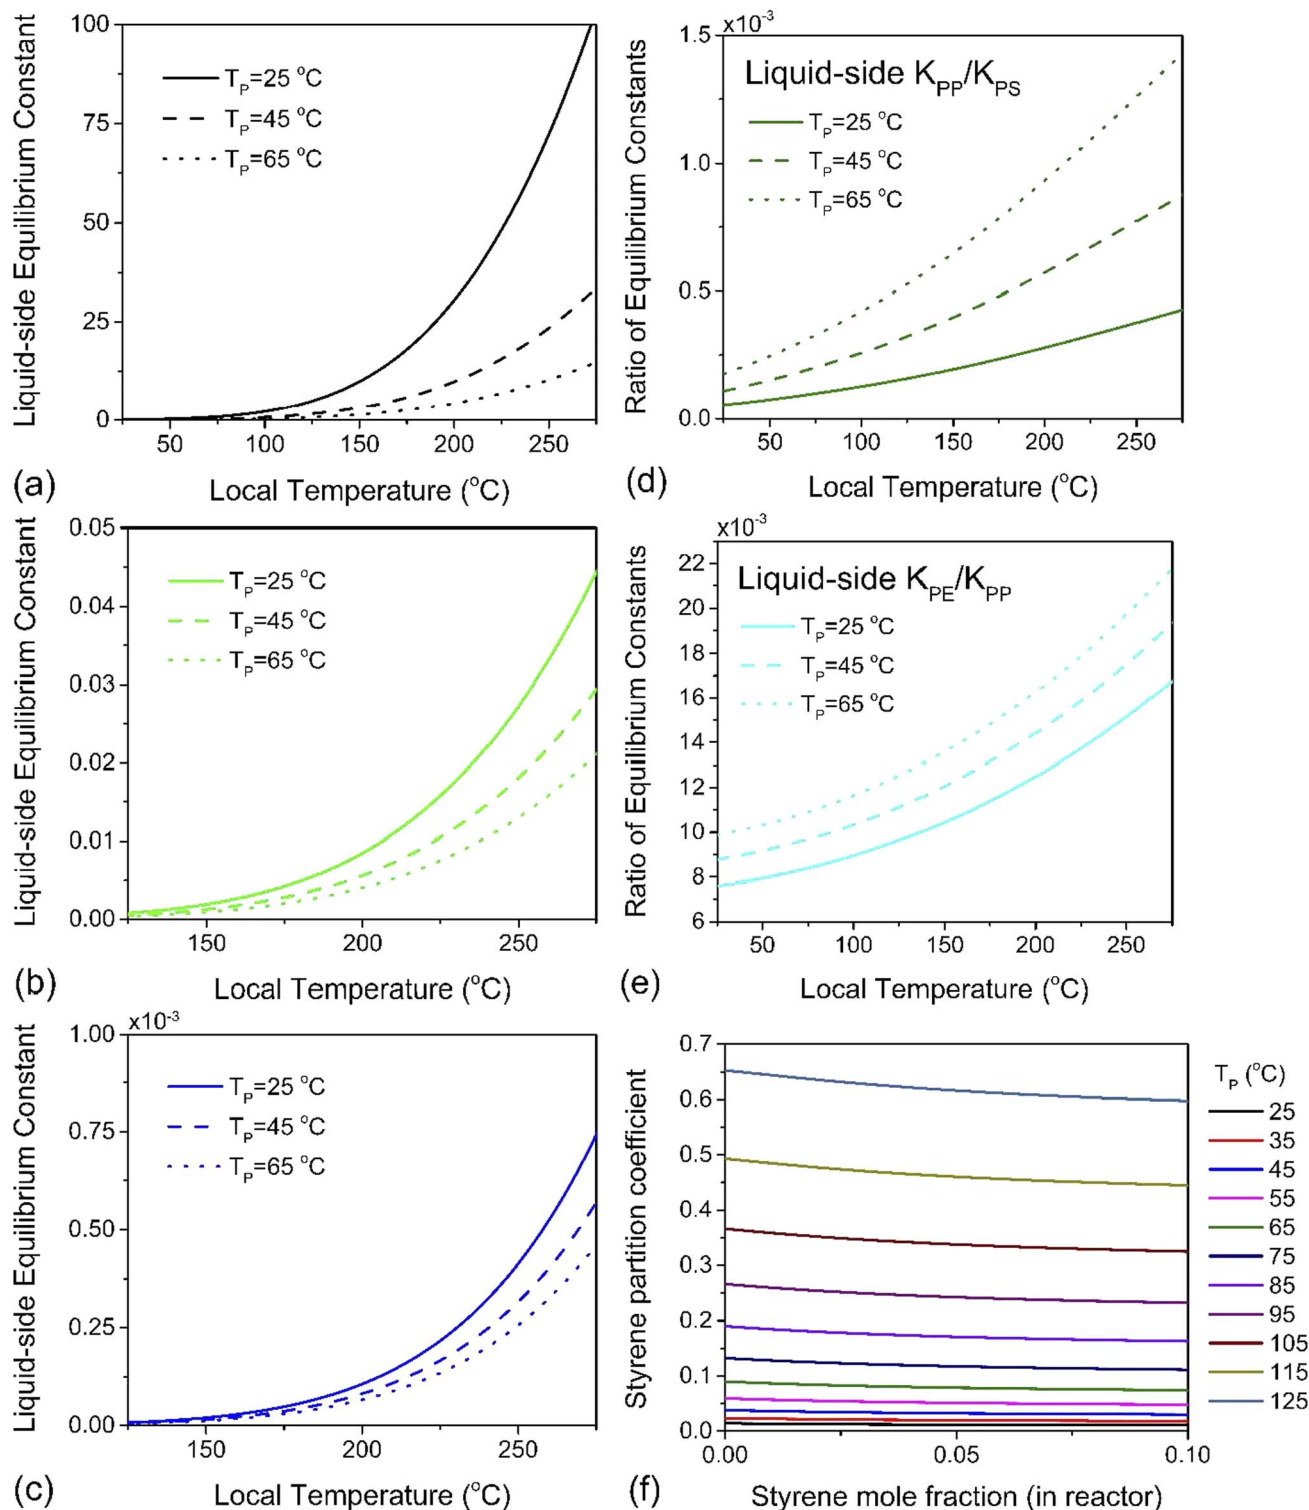 Liquid-side Equilibrium Constant
100
75
50
25
0
T_P=25 °C
T_P=45 °C
T_P=65 °C
50 100 150 200 250
(a) Local Temperature (°C)
x10⁻³
Ratio of Equilibrium Constants
1.5
1.0
0.5
0.0
Liquid-side K_PP/K_PS
T_P=25 °C
T_P=45 °C
T_P=65 °C
50 100 150 200 250
(d) Local Temperature (°C)
Liquid-side Equilibrium Constant
0.05
0.04
0.03
0.02
0.01
0.00
T_P=25 °C
T_P=45 °C
T_P=65 °C
150 200 250
(b) Local Temperature (°C)
x10⁻³
Ratio of Equilibrium Constants
22
20
18
16
14
12
10
8
6
Liquid-side K_PE/K_PP
T_P=25 °C
T_P=45 °C
T_P=65 °C
50 100 150 200 250
(e) Local Temperature (°C)
x10⁻³
Liquid-side Equilibrium Constant
1.00
0.75
0.50
0.25
0.00
T_P=25 °C
T_P=45 °C
T_P=65 °C
150 200 250
(c) Local Temperature (°C)
Styrene partition coefficient
0.7
0.6
0.5
0.4
0.3
0.2
0.1
0.0
T_P (°C)
25
35
45
55
65
75
85
95
105
115
125
0.00 0.05 0.10
(f) Styrene mole fraction (in reactor)